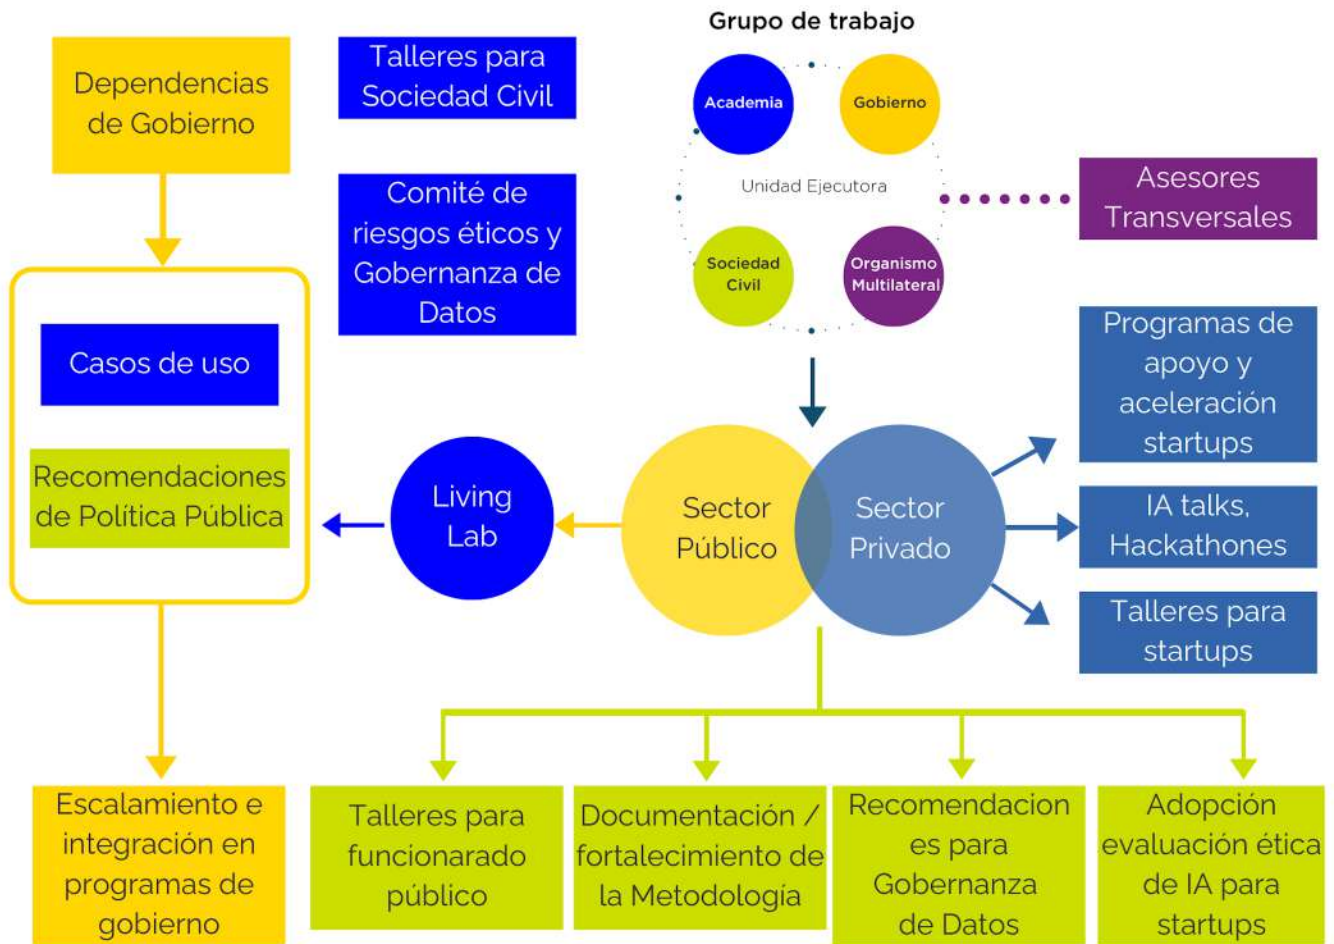 Grupo de trabajo
Dependencias
de Gobierno
Talleres para
Sociedad Civil
Academia
Gobierno
Unidad Ejecutora
Sociedad
Civil
Organismo
Multilateral
Asesores
Transversales
Comité de
riesgos éticos y
Gobernanza de
Datos
Casos de uso
Recomendaciones
de Política Pública
Living
Lab
Sector
Público
Sector
Privado
Programas de
apoyo y
aceleración
startups
IA talks,
Hackathones
Talleres para
startups
Escalamiento e
integración en
programas de
gobierno
Talleres para
funcionarado
público
Documentación /
fortalecimiento de
la Metodología
Recomendacion
es para
Gobernanza
de Datos
Adopción
evaluación ética
de IA para
startups